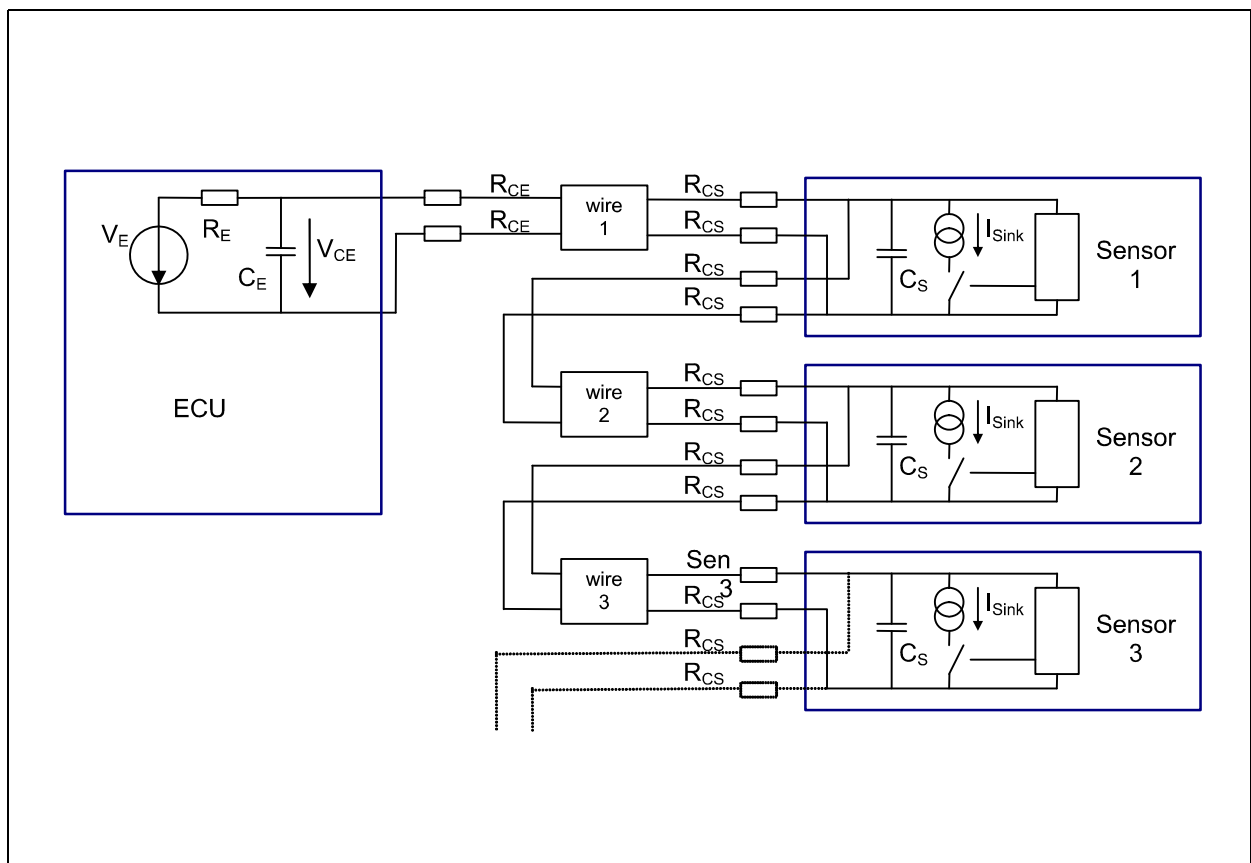 R_CE
R_CE
wire
1
R_CS
R_CS
R_CS
R_CS
V_E
R_E
C_E
V_CE
ECU
C_S
I_Sink
Sensor
1
wire
2
R_CS
R_CS
R_CS
R_CS
C_S
I_Sink
Sensor
2
wire
3
Sen
3
R_CS
R_CS
R_CS
C_S
I_Sink
Sensor
3